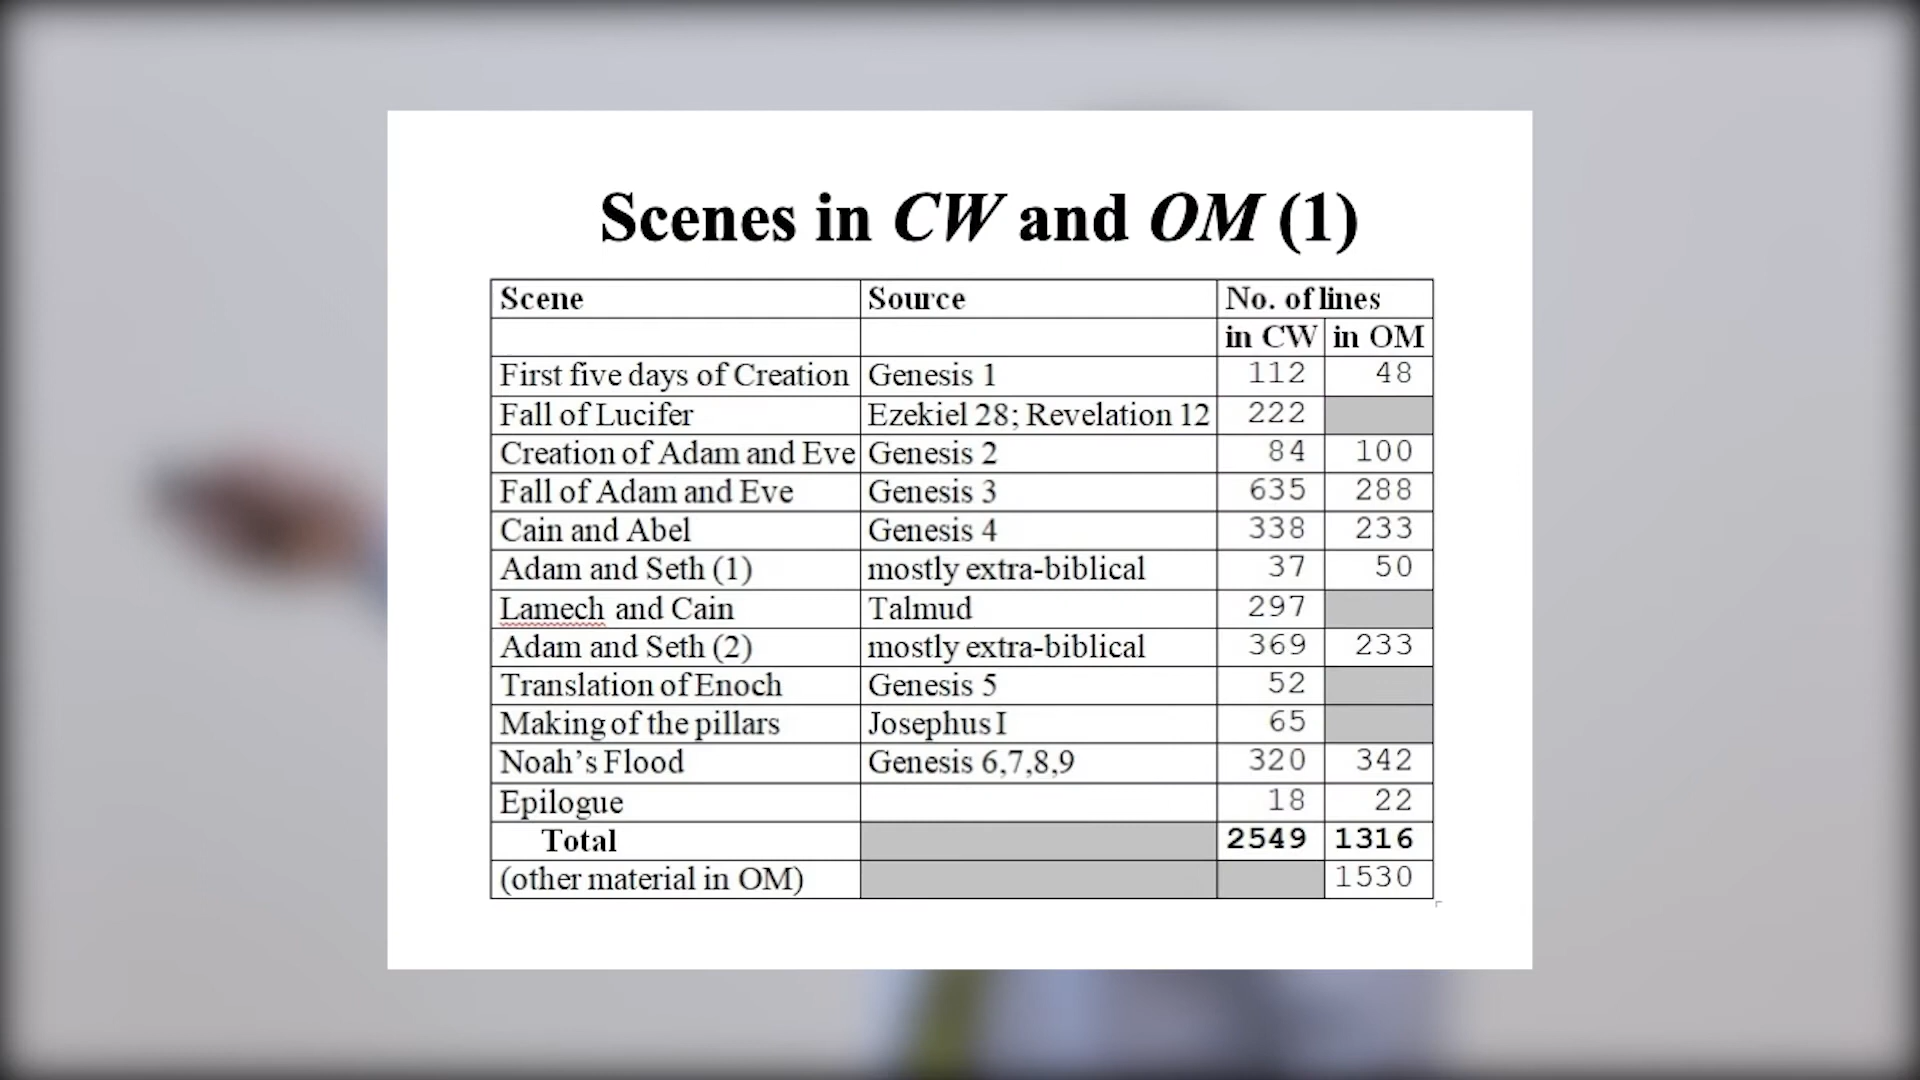 Scenes in CW and OM (1)
Scene Source No. of lines
in CW in OM
First five days of Creation Genesis 1 112 48
Fall of Lucifer Ezekiel 28; Revelation 12 222
Creation of Adam and Eve Genesis 2 84 100
Fall of Adam and Eve Genesis 3 635 288
Cain and Abel Genesis 4 338 233
Adam and Seth (1) mostly extra-biblical 37 50
Lamech and Cain Talmud 297
Adam and Seth (2) mostly extra-biblical 369 233
Translation of Enoch Genesis 5 52
Making of the pillars Josephus I 65
Noah's Flood Genesis 6,7,8,9 320 342
Epilogue 18 22
Total 2549 1316
(other material in OM) 1530